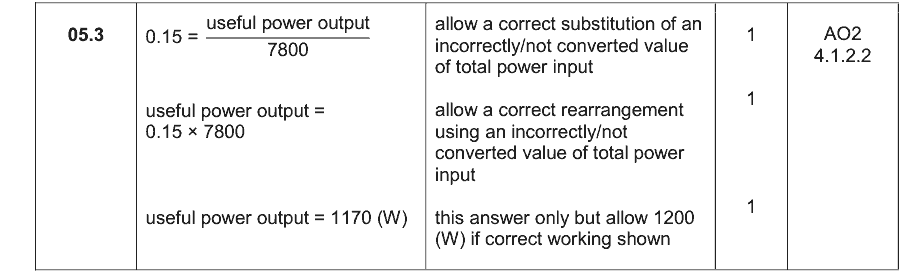 05.3
0.15 = useful power output
7800
allow a correct substitution of an
incorrectly/not converted value
of total power input
1
AO2
4.1.2.2
useful power output =
0.15 × 7800
allow a correct rearrangement
using an incorrectly/not
converted value of total power
input
1
useful power output = 1170 (W)
this answer only but allow 1200
(W) if correct working shown
1